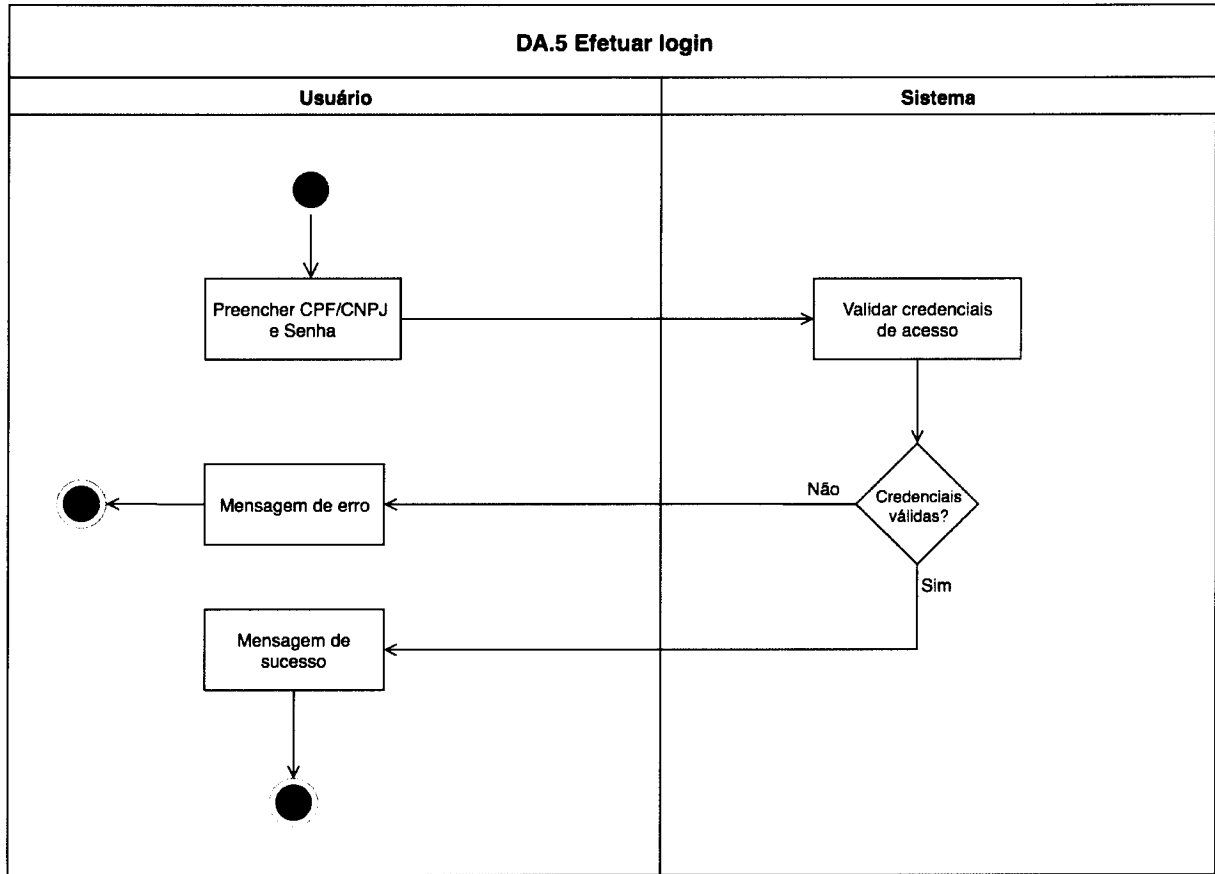 DA.5 Efetuar login
Usuário
Sistema
Preencher CPF/CNPJ
e Senha
Validar credenciais
de acesso
Mensagem de erro
Não
Credenciais
válidas?
Sim
Mensagem de
sucesso